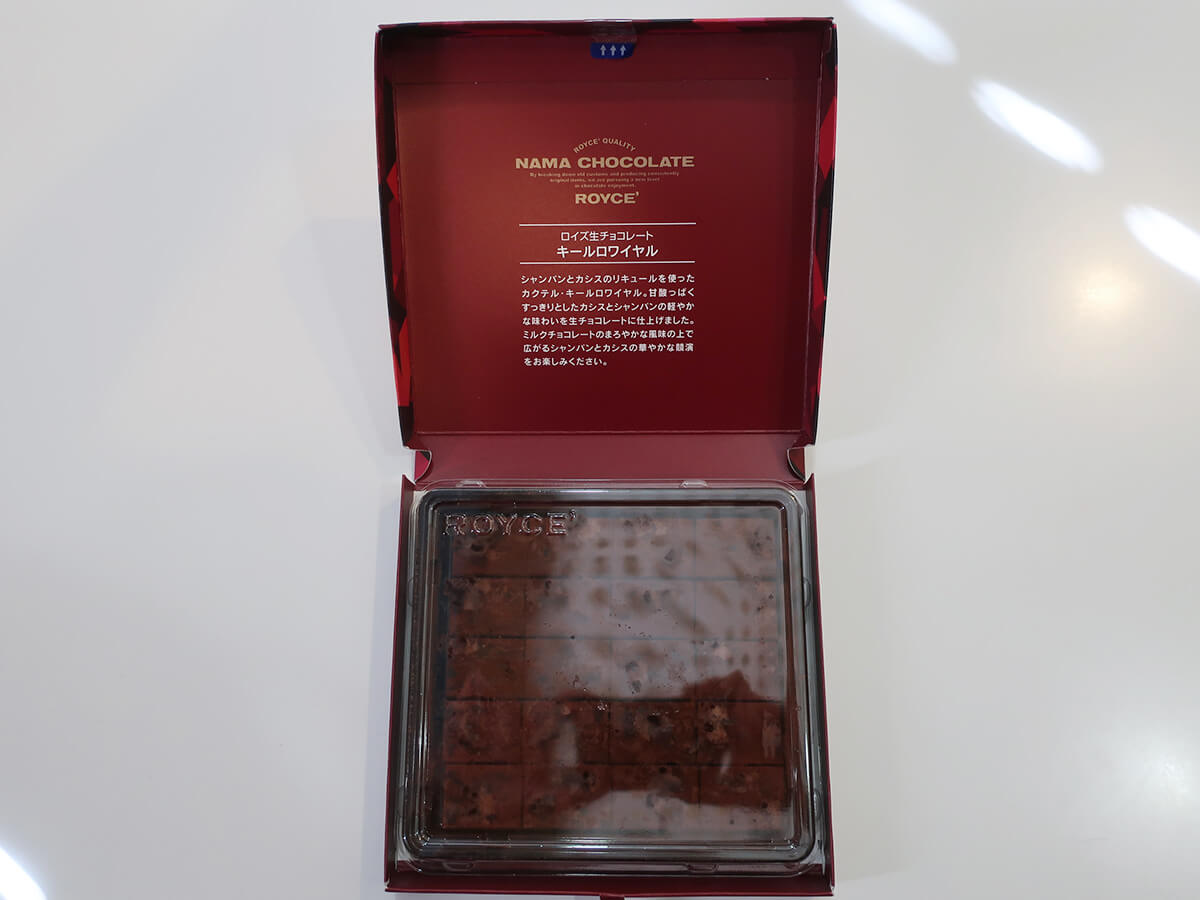 ROYCE' QUALITY
NAMA CHOCOLATE
By breaking down old customs and producing consistently
original items, we are pursuing a new level
in chocolate enjoyment.
ROYCE'
ロイズ生チョコレート
キールロワイヤル
シャンパンとカシスのリキュールを使った
カクテル・キールロワイヤル。甘酸っぱく
すっきりとしたカシスとシャンパンの軽やか
な味わいを生チョコレートに仕上げました。
ミルクチョコレートのまろやかな風味の上で
広がるシャンパンとカシスの華やかな競演
をお楽しみください。
ROYCE'